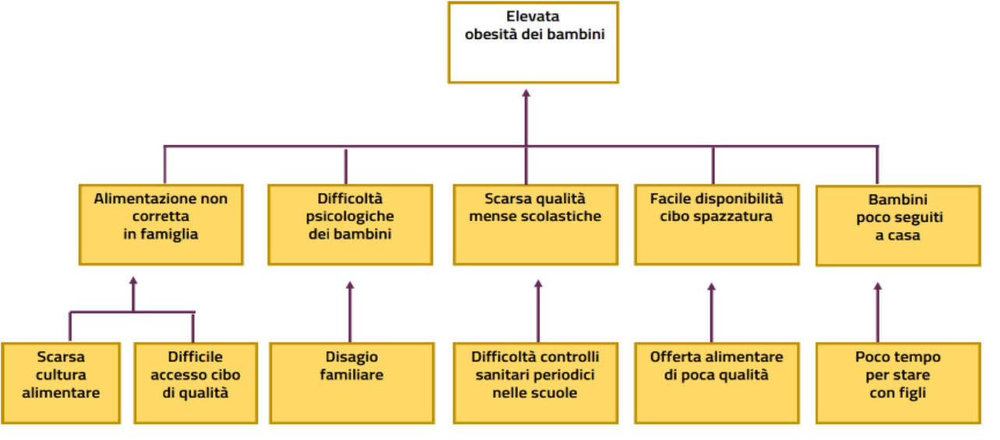 Elevata
obesità dei bambini
Alimentazione non
corretta
in famiglia
Difficoltà
psicologiche
dei bambini
Scarsa qualità
mense scolastiche
Facile disponibilità
cibo spazzatura
Bambini
poco seguiti
a casa
Scarsa
cultura
alimentare
Difficile
accesso cibo
di qualità
Disagio
familiare
Difficoltà controlli
sanitari periodici
nelle scuole
Offerta alimentare
di poca qualità
Poco tempo
per stare
con figli